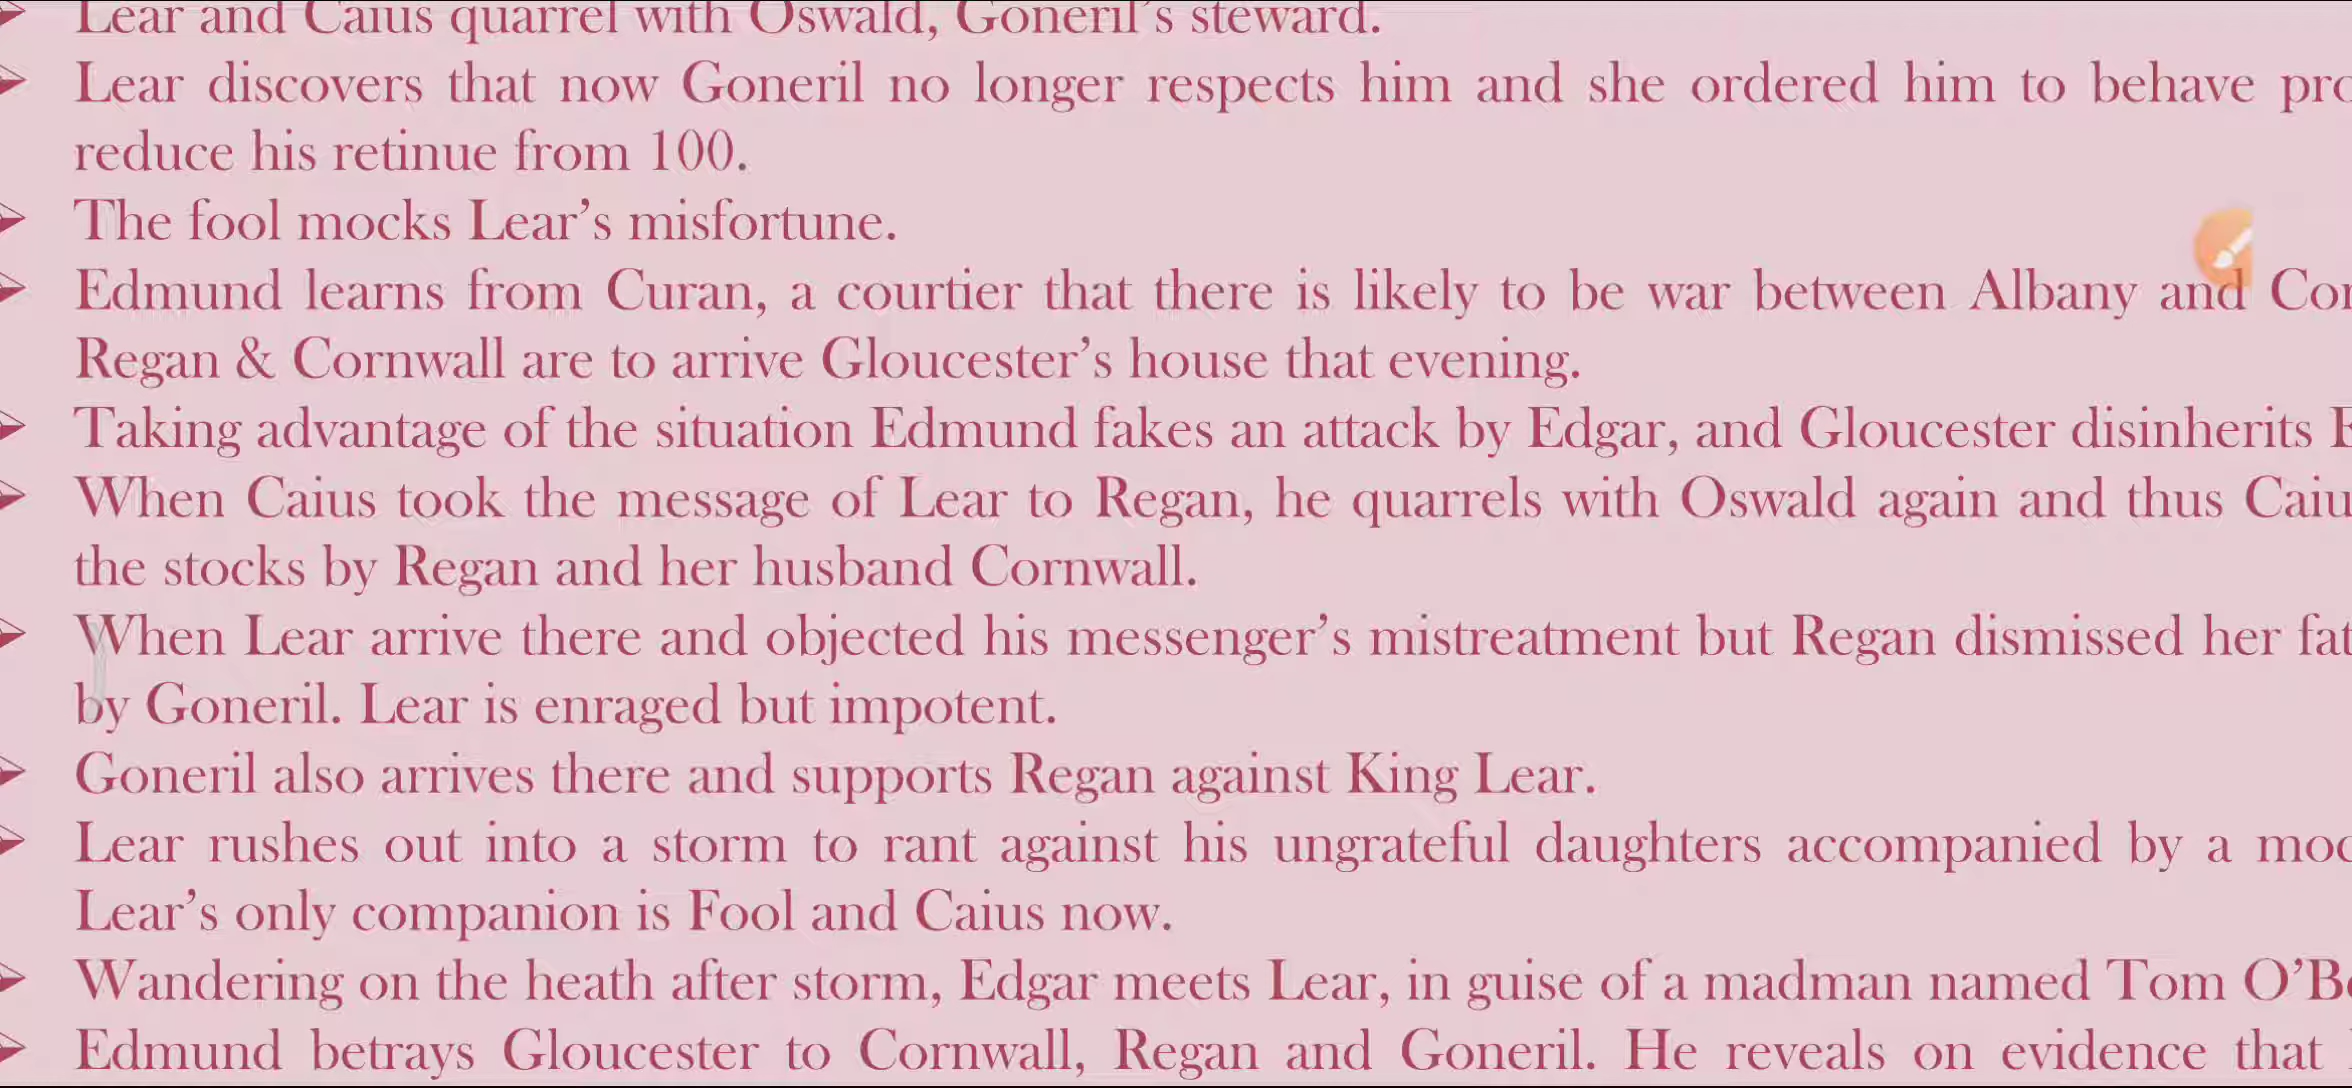 Lear and Caius quarrel with Oswald, Goneril's steward.
Lear discovers that now Goneril no longer respects him and she ordered him to behave
reduce his retinue from 100.
The fool mocks Lear's misfortune.
Edmund learns from Curan, a courtier that there is likely to be war between Albany and
Regan & Cornwall are to arrive Gloucester's house that evening.
Taking advantage of the situation Edmund fakes an attack by Edgar, and Gloucester disinherits
When Caius took the message of Lear to Regan, he quarrels with Oswald again and thus
the stocks by Regan and her husband Cornwall.
When Lear arrive there and objected his messenger's mistreatment but Regan dismissed her
by Goneril. Lear is enraged but impotent.
Goneril also arrives there and supports Regan against King Lear.
Lear rushes out into a storm to rant against his ungrateful daughters accompanied by a
Lear's only companion is Fool and Caius now.
Wandering on the heath after storm, Edgar meets Lear, in guise of a madman named Tom
Edmund betrays Gloucester to Cornwall, Regan and Goneril. He reveals on evidence that